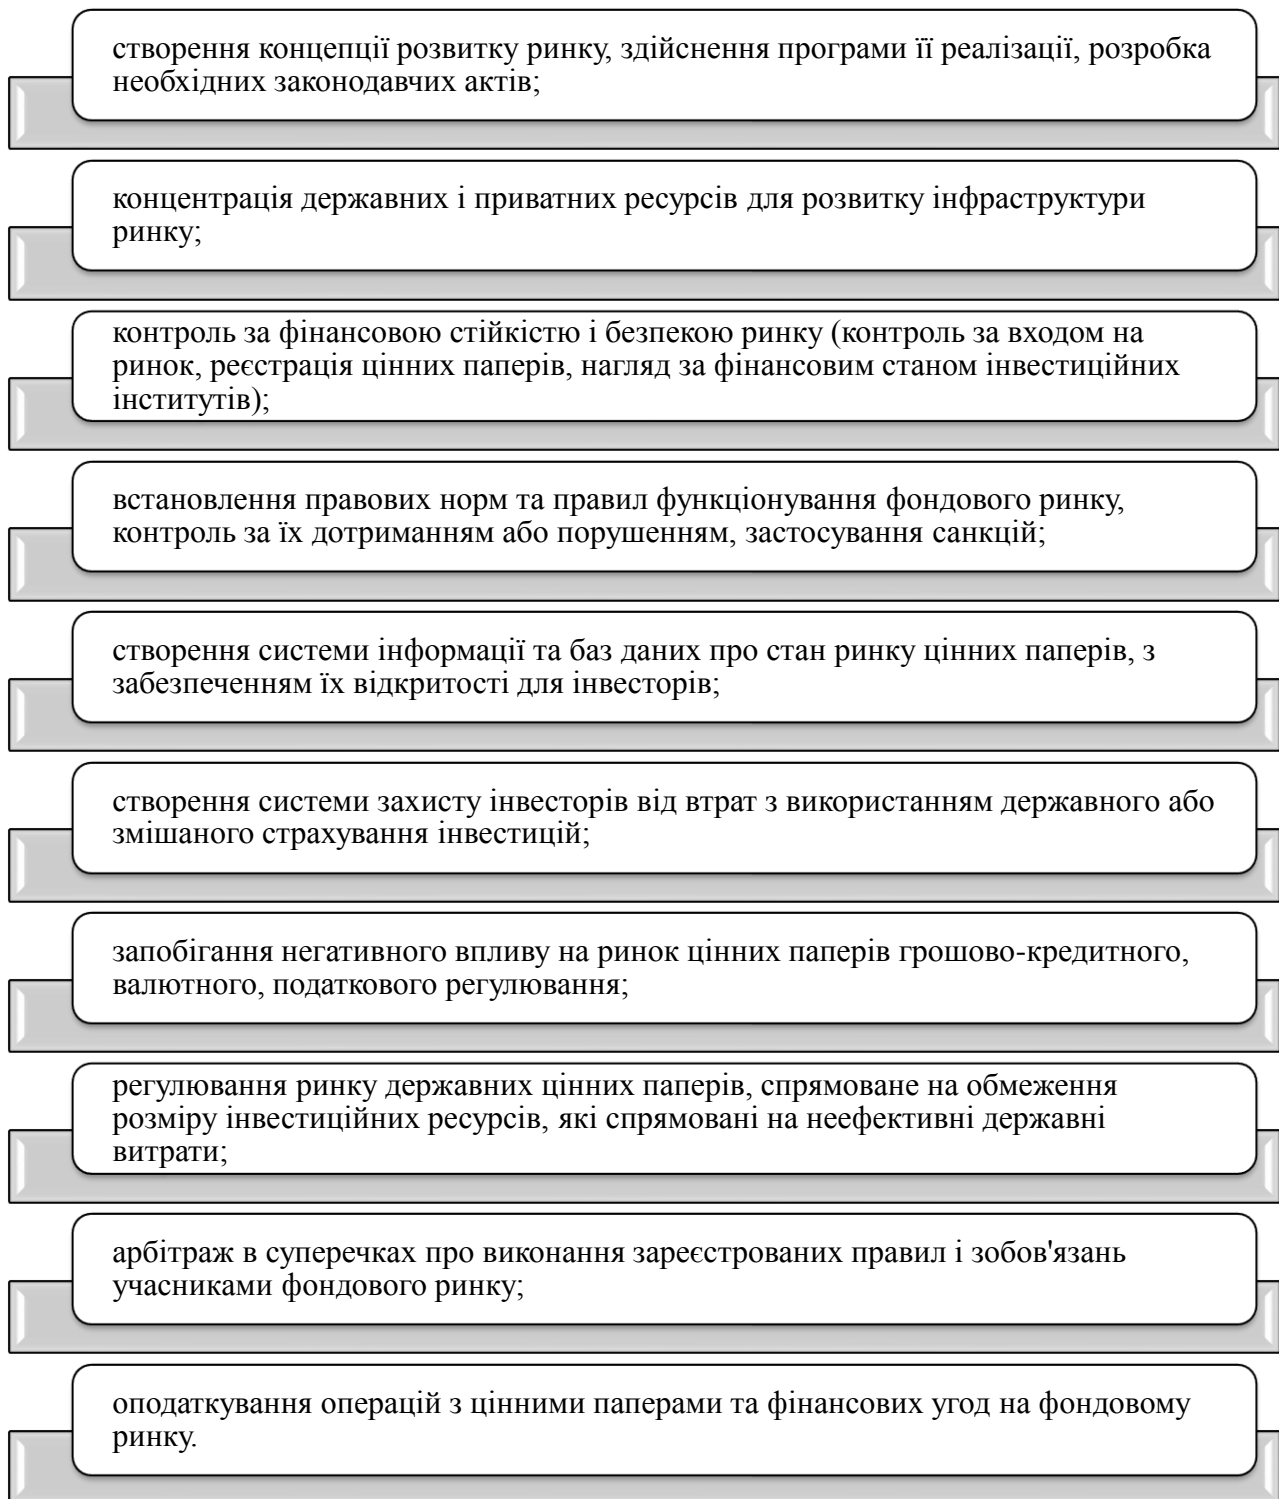 створення концепції розвитку ринку, здійснення програми її реалізації, розробка
необхідних законодавчих актів;
концентрація державних і приватних ресурсів для розвитку інфраструктури
ринку;
контроль за фінансовою стійкістю і безпекою ринку (контроль за входом на
ринок, реєстрація цінних паперів, нагляд за фінансовим станом інвестиційних
інститутів);
встановлення правових норм та правил функціонування фондового ринку,
контроль за їх дотриманням або порушенням, застосування санкцій;
створення системи інформації та баз даних про стан ринку цінних паперів, з
забезпеченням їх відкритості для інвесторів;
створення системи захисту інвесторів від втрат з використанням державного або
змішаного страхування інвестицій;
запобігання негативного впливу на ринок цінних паперів грошово-кредитного,
валютного, податкового регулювання;
регулювання ринку державних цінних паперів, спрямоване на обмеження
розміру інвестиційних ресурсів, які спрямовані на неефективні державні
витрати;
арбітраж в суперечках про виконання зареєстрованих правил і зобов'язань
учасниками фондового ринку;
оподаткування операцій з цінними паперами та фінансових угод на фондовому
ринку.